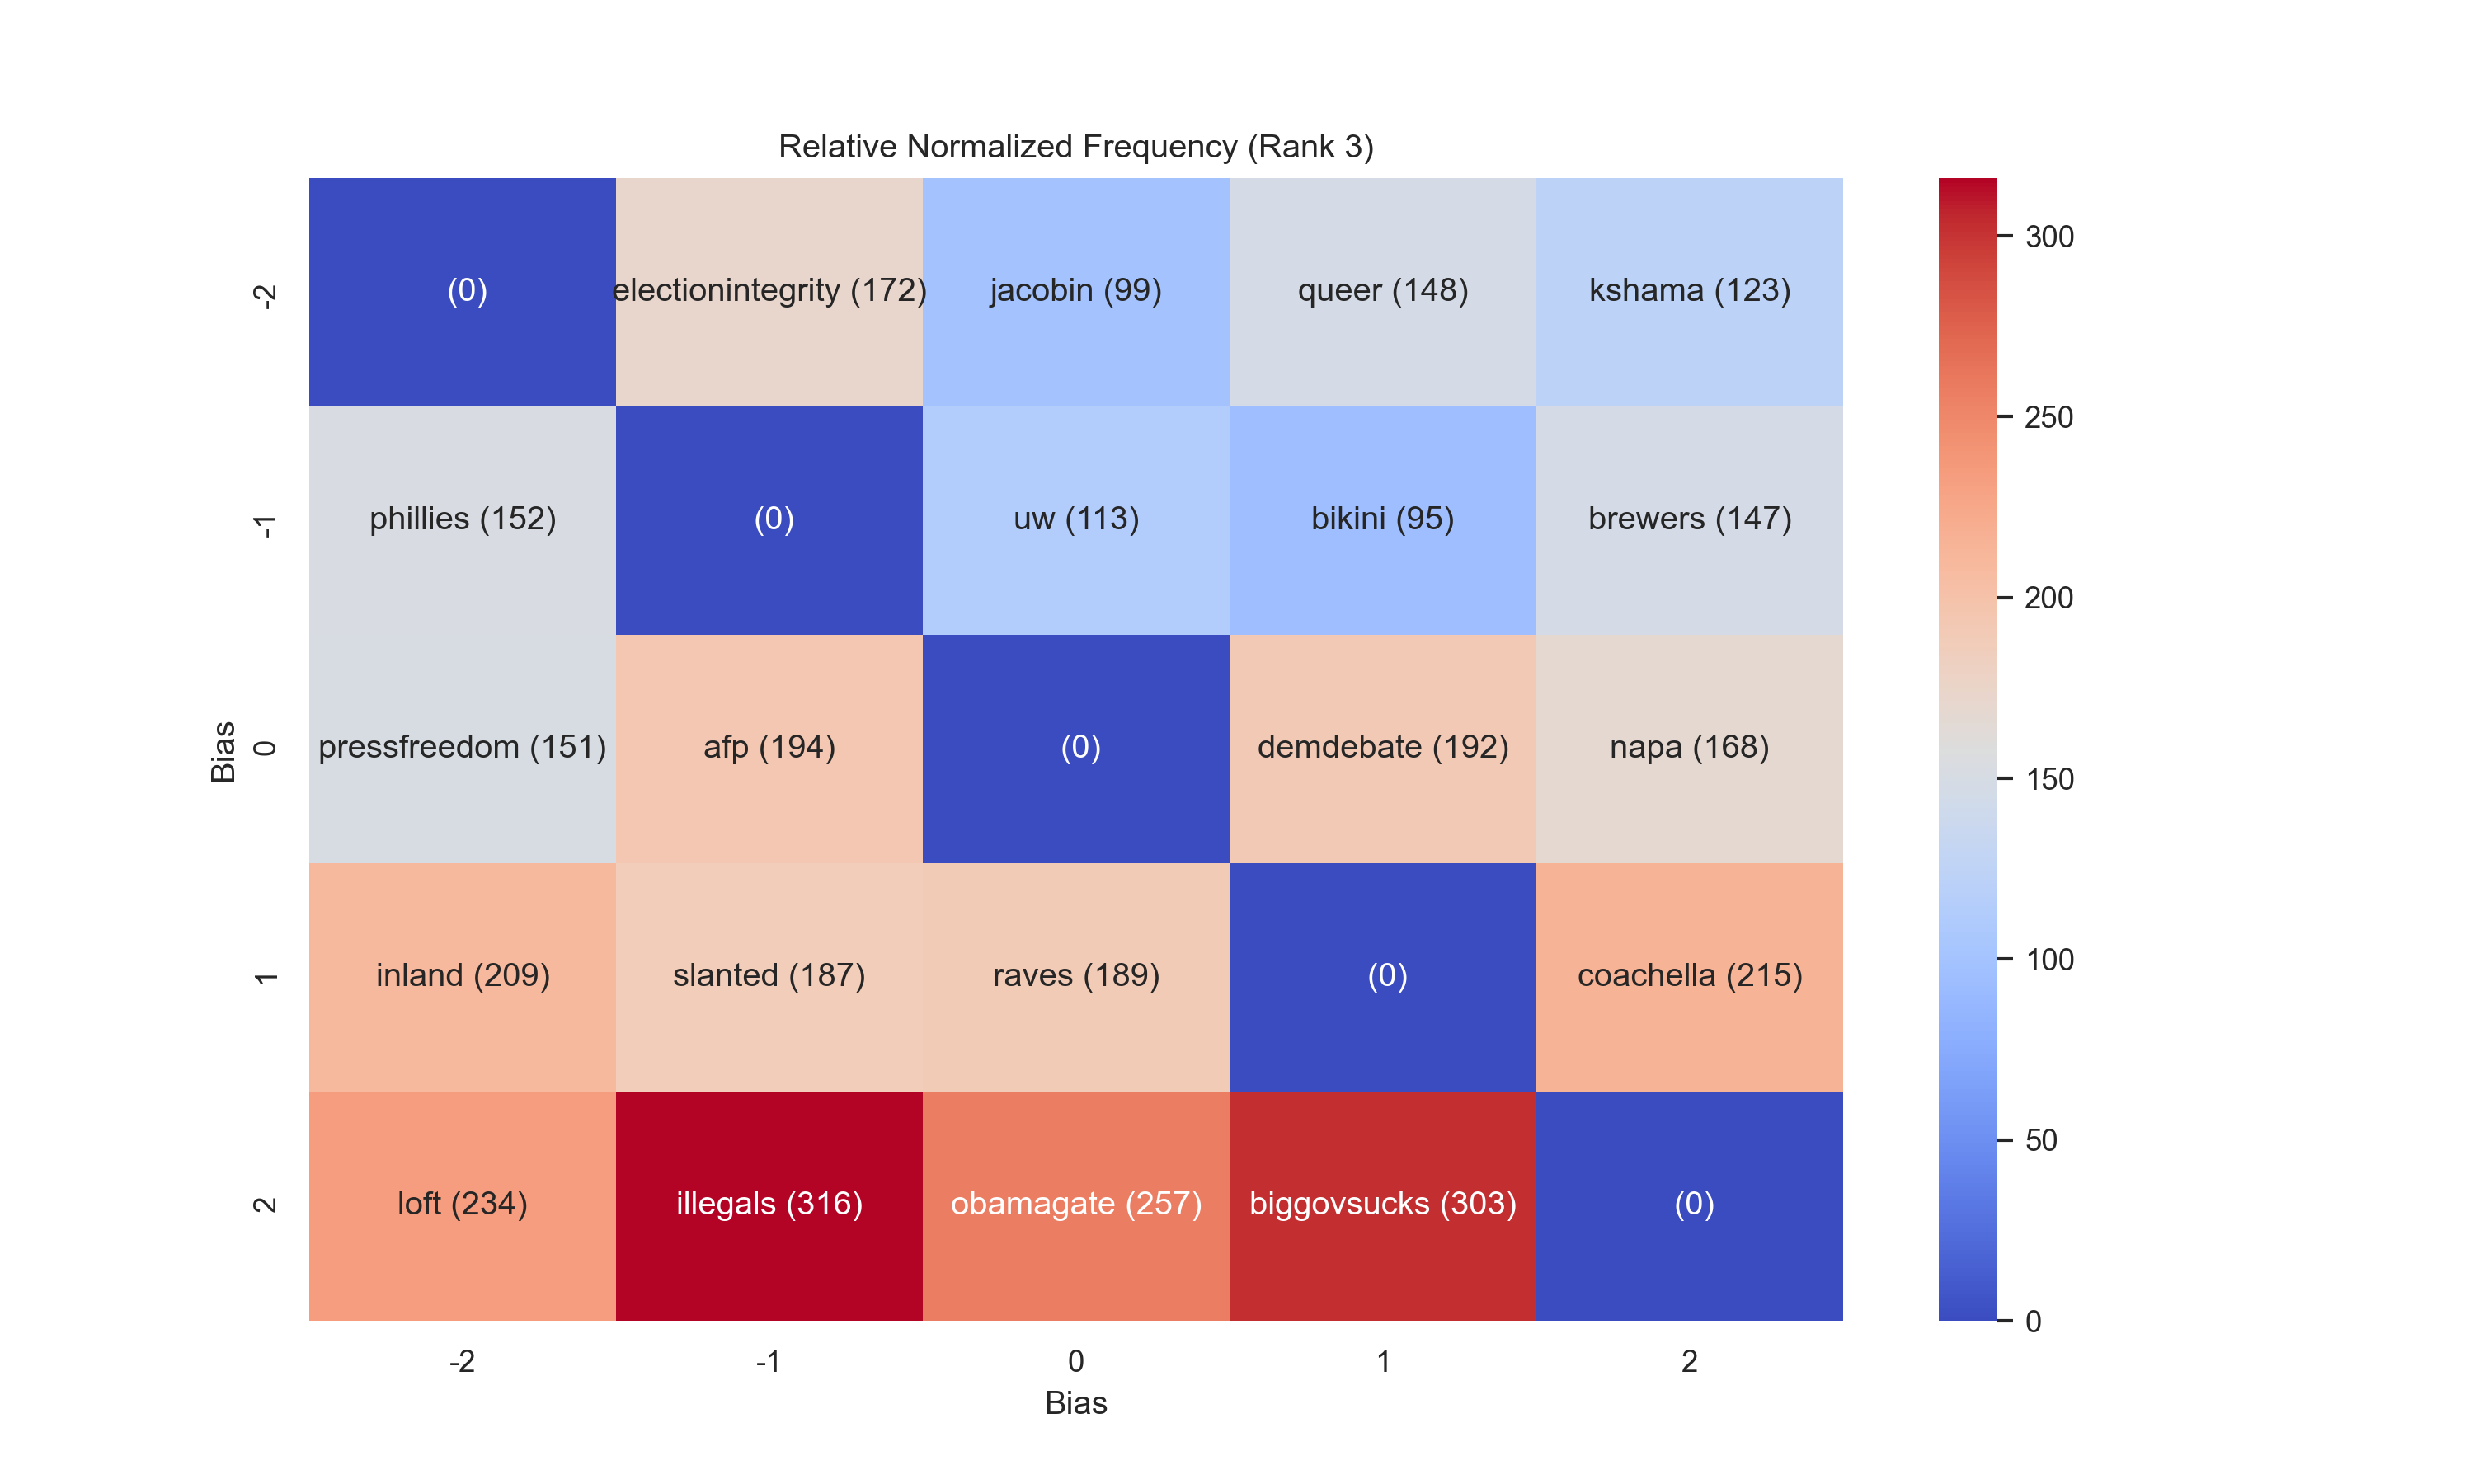 Relative Normalized Frequency (Rank 3)
-2 (0) electionintegrity (172) jacobin (99) queer (148) kshama (123)
-1 phillies (152) (0) uw (113) bikini (95) brewers (147)
Bias
0 pressfreedom (151) afp (194) (0) demdebate (192) napa (168)
1 inland (209) slanted (187) raves (189) (0) coachella (215)
2 loft (234) illegals (316) obamagate (257) biggovsucks (303) (0)
-2 -1 0 1 2
Bias
300
250
200
150
100
50
0